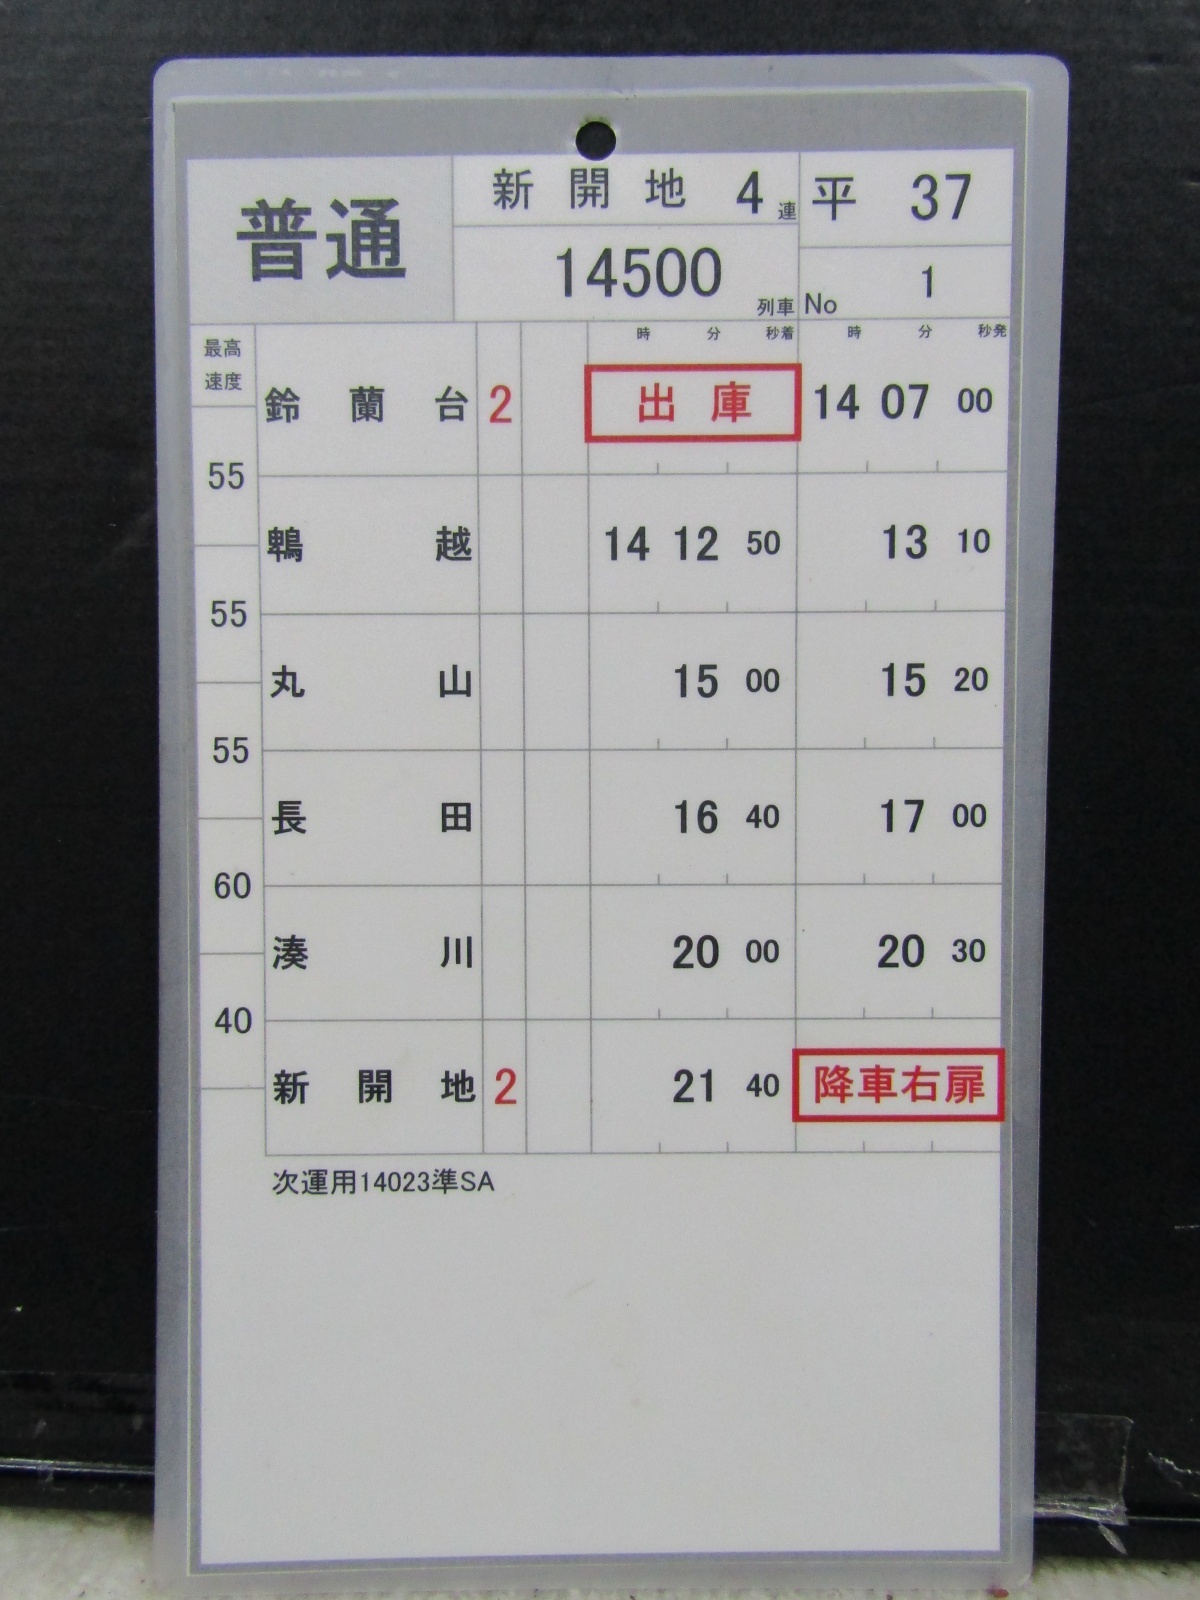 普通 新開地 4連 平 37
14500 列車 No 1
時 分 秒着 時 分 秒発
最高速度
鈴蘭台 2 出庫 14 07 00
55
鵯越 14 12 50 13 10
55
丸山 15 00 15 20
55
長田 16 40 17 00
60
湊川 20 00 20 30
40
新開地 2 21 40 降車右扉
次運用14023準SA